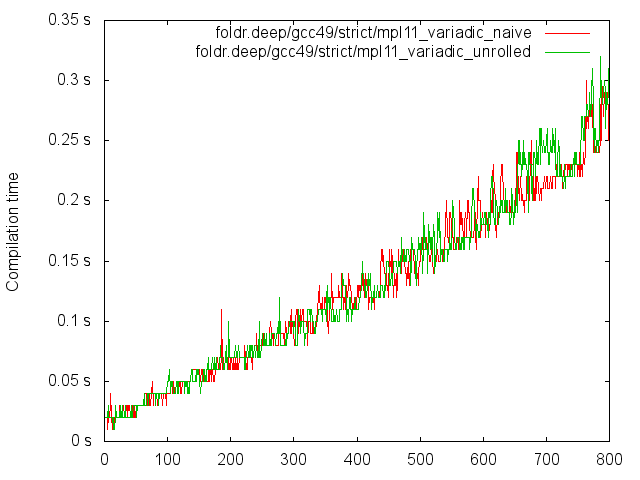 foldr.deep/gcc49/strict/mpl11_variadic_naive
foldr.deep/gcc49/strict/mpl11_variadic_unrolled
Compilation time
0.35 s
0.3 s
0.25 s
0.2 s
0.15 s
0.1 s
0.05 s
0 s
0 100 200 300 400 500 600 700 800